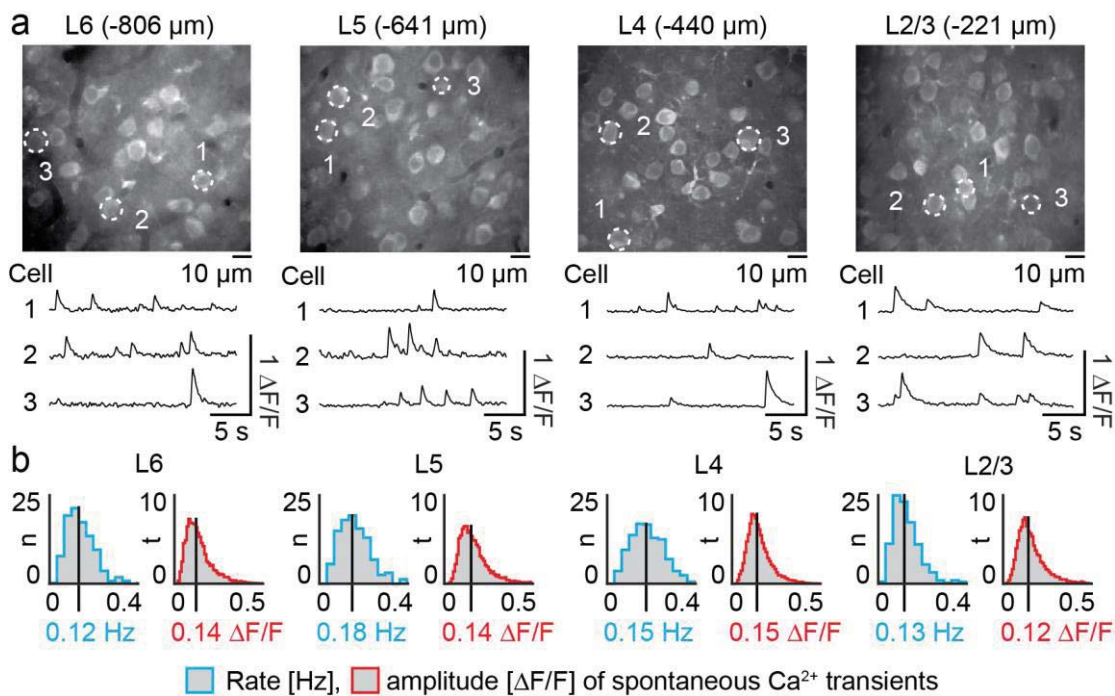 a
L6 (-806 µm) L5 (-641 µm) L4 (-440 µm) L2/3 (-221 µm)
3 1 2
1 2 3
1 2 3
2 1 3
Cell 10 µm 10 µm 10 µm 10 µm
1
2
3
1
2
3
1
2
3
1
2
3
1 ΔF/F 1 ΔF/F 1 ΔF/F 1 ΔF/F
5 s 5 s 5 s 5 s
b
L6 L5 L4 L2/3
25 10 25 10 25 10 25 10
n t n t n t n t
0 0 0 0 0 0 0 0
0 0.4 0 0.5 0 0.4 0 0.5 0 0.4 0 0.5 0 0.4 0 0.5
0.12 Hz 0.14 ΔF/F 0.18 Hz 0.14 ΔF/F 0.15 Hz 0.15 ΔF/F 0.13 Hz 0.12 ΔF/F
Rate [Hz], amplitude [ΔF/F] of spontaneous Ca²⁺ transients